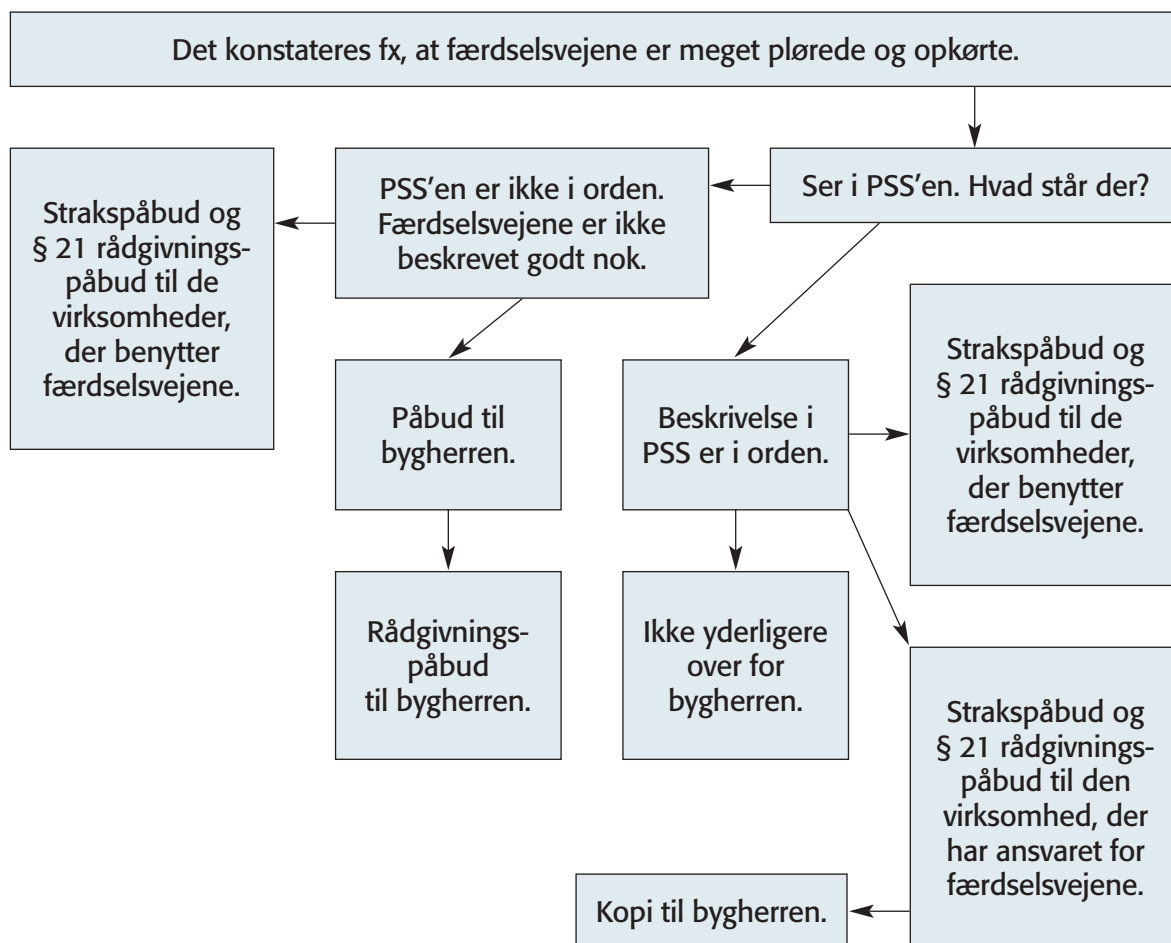 Det konstateres fx, at færdselsvejene er meget plørede og opkørte.
Ser i PSS’en. Hvad står der?
PSS’en er ikke i orden.
Færdselsvejene er ikke
beskrevet godt nok.
Strakspåbud og
§ 21 rådgivnings-
påbud til de
virksomheder,
der benytter
færdselsvejene.
Påbud til
bygherren.
Rådgivnings-
påbud
til bygherren.
Beskrivelse i
PSS er i orden.
Ikke yderligere
over for
bygherren.
Strakspåbud og
§ 21 rådgivnings-
påbud til de
virksomheder,
der benytter
færdselsvejene.
Strakspåbud og
§ 21 rådgivnings-
påbud til den
virksomhed, der
har ansvaret for
færdselsvejene.
Kopi til bygherren.